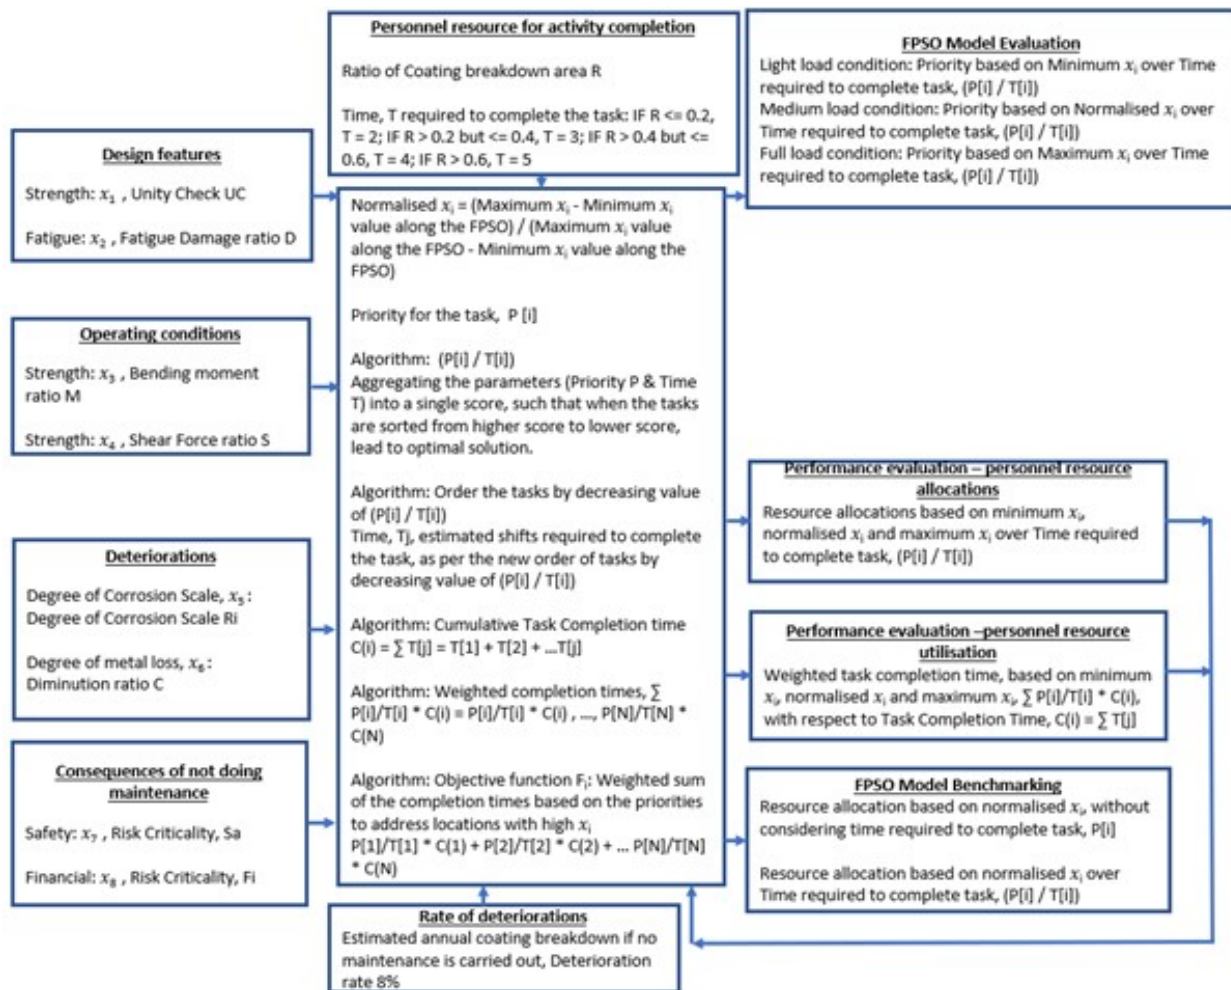 Personnel resource for activity completion
Ratio of Coating breakdown area R
Time, T required to complete the task: IF R <= 0.2,
T = 2; IF R > 0.2 but <= 0.4, T = 3; IF R > 0.4 but <=
0.6, T = 4; IF R > 0.6, T = 5
FPSO Model Evaluation
Light load condition: Priority based on Minimum xᵢ over Time
required to complete task, (P[i] / T[i])
Medium load condition: Priority based on Normalised xᵢ over
Time required to complete task, (P[i] / T[i])
Full load condition: Priority based on Maximum xᵢ over Time
required to complete task, (P[i] / T[i])
Design features
Strength: x₁ , Unity Check UC
Fatigue: x₂ , Fatigue Damage ratio D
Operating conditions
Strength: x₃ , Bending moment
ratio M
Strength: x₄ , Shear Force ratio S
Deteriorations
Degree of Corrosion Scale, x₅ :
Degree of Corrosion Scale Ri
Degree of metal loss, x₆ :
Diminution ratio C
Consequences of not doing
maintenance
Safety: x₇ , Risk Criticality, Sa
Financial: x₈ , Risk Criticality, Fi
Normalised xᵢ = (Maximum xᵢ - Minimum xᵢ
value along the FPSO) / (Maximum xᵢ
value along the FPSO - Minimum xᵢ value along the
FPSO)
Priority for the task, P [i]
Algorithm: (P[i] / T[i])
Aggregating the parameters (Priority P & Time
T) into a single score, such that when the tasks
are sorted from higher score to lower score,
lead to optimal solution.
Algorithm: Order the tasks by decreasing value
of (P[i] / T[i])
Time, Tj, estimated shifts required to complete
the task, as per the new order of tasks by
decreasing value of (P[i] / T[i])
Algorithm: Cumulative Task Completion time
C(i) = ∑ T[j] = T[1] + T[2] + ...T[j]
Algorithm: Weighted completion times, ∑
P[i]/T[i] * C(i) = P[i]/T[i] * C(i) , ..., P[N]/T[N] *
C(N)
Algorithm: Objective function Fᵢ: Weighted sum
of the completion times based on the priorities
to address locations with high xᵢ
P[1]/T[1] * C(1) + P[2]/T[2] * C(2) + ... P[N]/T[N]
* C(N)
Rate of deteriorations
Estimated annual coating breakdown if no
maintenance is carried out, Deterioration
rate 8%
Performance evaluation – personnel resource
allocations
Resource allocations based on minimum xᵢ,
normalised xᵢ and maximum xᵢ over Time required
to complete task, (P[i] / T[i])
Performance evaluation –personnel resource
utilisation
Weighted task completion time, based on minimum
xᵢ, normalised xᵢ and maximum xᵢ, ∑ P[i]/T[i] * C(i),
with respect to Task Completion Time, C(i) = ∑ T[j]
FPSO Model Benchmarking
Resource allocation based on normalised xᵢ, without
considering time required to complete task, P[i]
Resource allocation based on normalised xᵢ over
Time required to complete task, (P[i] / T[i])